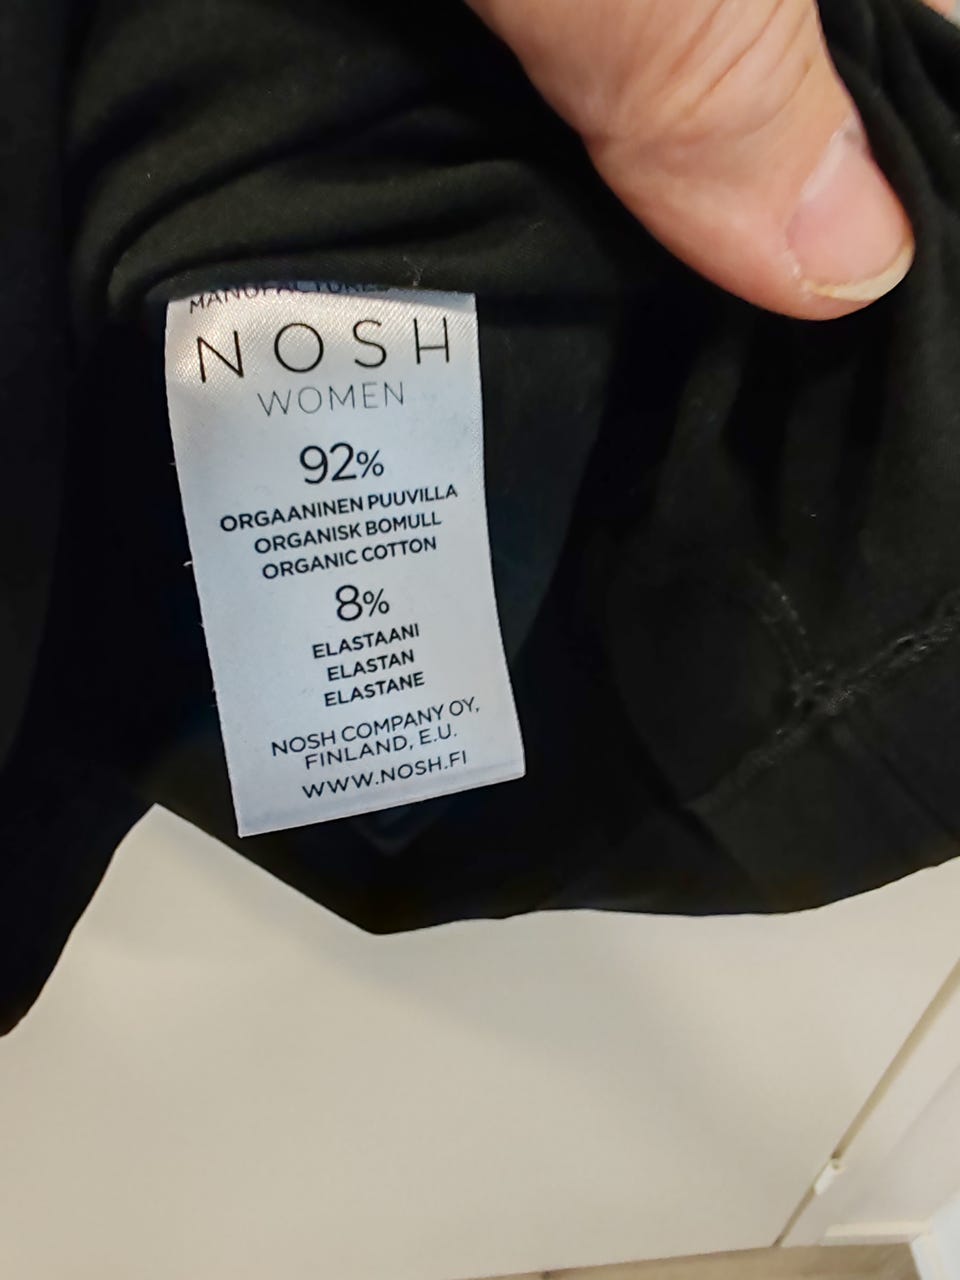 NOSH
WOMEN
92%
ORGAANINEN PUUVILLA
ORGANISK BOMULL
ORGANIC COTTON
8%
ELASTAANI
ELASTAN
ELASTANE
NOSH COMPANY OY,
FINLAND, E.U.
WWW.NOSH.FI